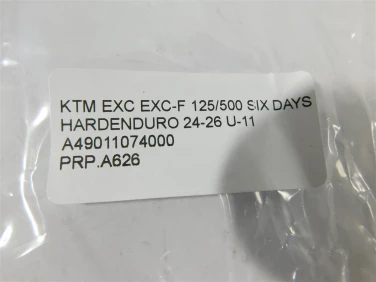 KTM EXC EXC-F 125/500 SIX DAYS
HARDENDURO 24-26 U-11
A49011074000
PRP.A626